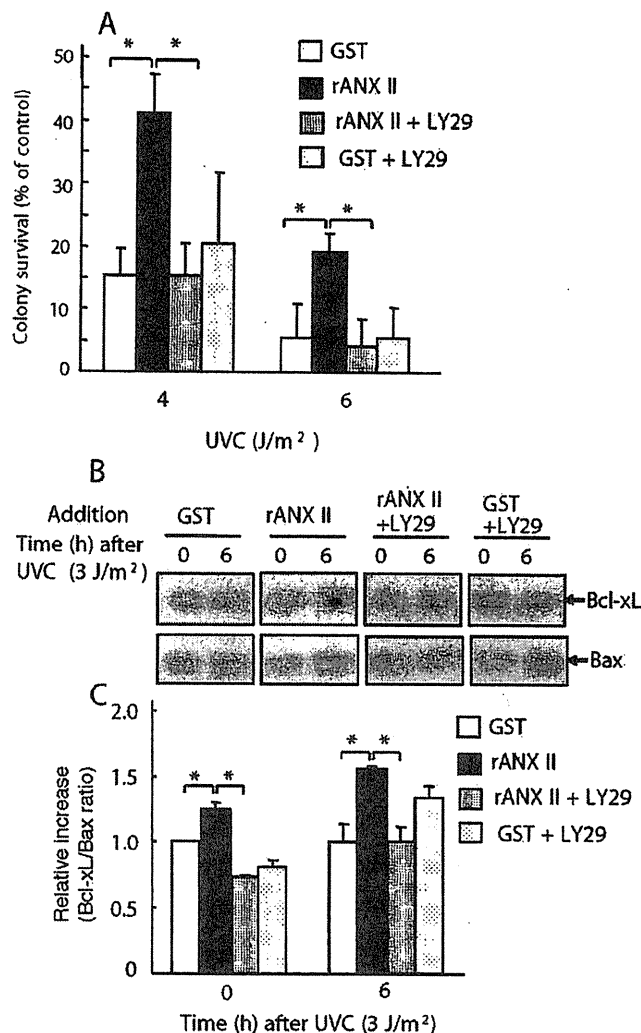 A
Colony survival (% of control)
50
40
30
20
10
0
* *
* *
GST
rANX II
rANX II + LY29
GST + LY29
4 6
UVC (J/m²)
B
Addition GST rANX II rANX II +LY29 GST +LY29
Time (h) after UVC (3 J/m²) 0 6 0 6 0 6 0 6
Bcl-xL
Bax
C
Relative increase
(Bcl-xL/Bax ratio)
2.0
1.5
1.0
0.5
0
* *
* *
GST
rANX II
rANX II + LY29
GST + LY29
0 6
Time (h) after UVC (3 J/m²)